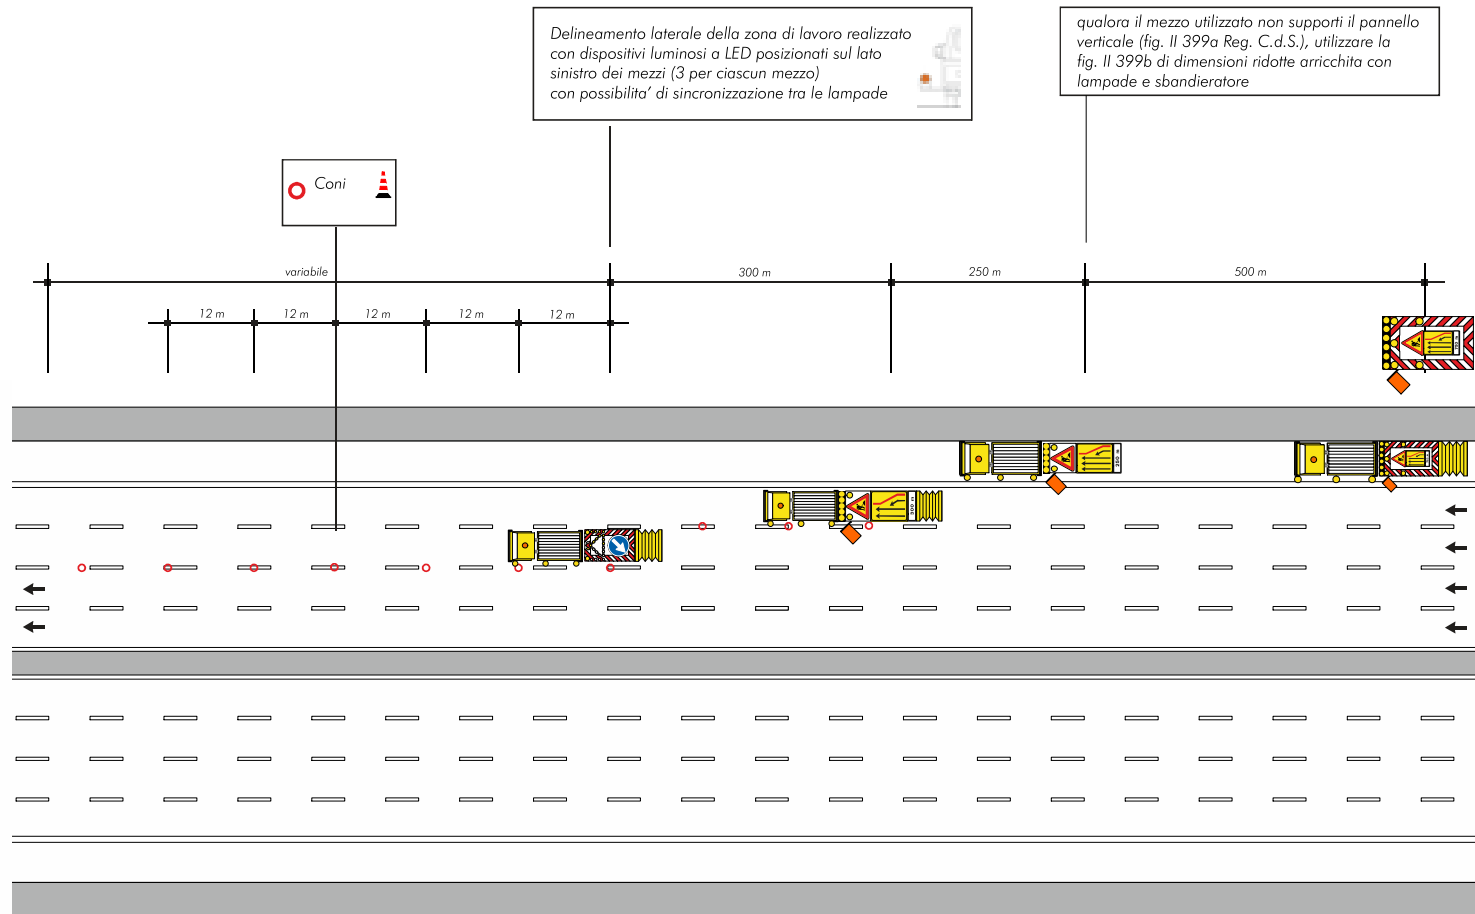 Delineamento laterale della zona di lavoro realizzato
con dispositivi luminosi a LED posizionati sul lato
sinistro dei mezzi (3 per ciascun mezzo)
con possibilita' di sincronizzazione tra le lampade
qualora il mezzo utilizzato non supporti il pannello
verticale (fig. II 399a Reg. C.d.S.), utilizzare la
fig. II 399b di dimensioni ridotte arricchita con
lampade e sbandieratore
Coni
variabile
300 m
250 m
500 m
12 m
12 m
12 m
12 m
12 m
250 m
300 m